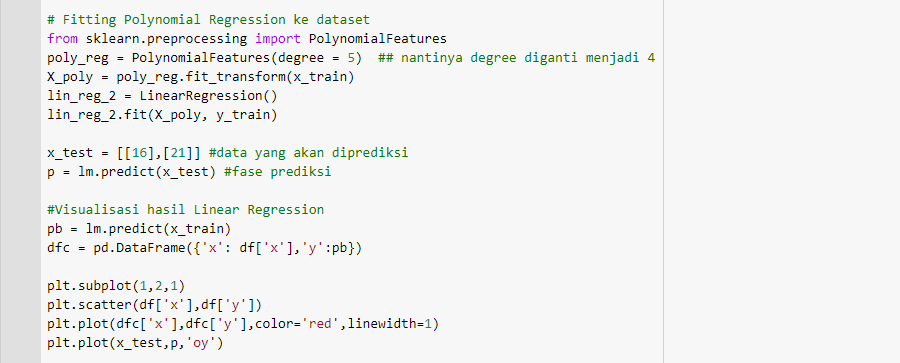 # Fitting Polynomial Regression ke dataset
from sklearn.preprocessing import PolynomialFeatures
poly_reg = PolynomialFeatures(degree = 5)  ## nantinya degree diganti menjadi 4
X_poly = poly_reg.fit_transform(x_train)
lin_reg_2 = LinearRegression()
lin_reg_2.fit(X_poly, y_train)
x_test = [[16],[21]] #data yang akan diprediksi
p = lm.predict(x_test) #fase prediksi
#Visualisasi hasil Linear Regression
pb = lm.predict(x_train)
dfc = pd.DataFrame({'x': df['x'],'y':pb})
plt.subplot(1,2,1)
plt.scatter(df['x'],df['y'])
plt.plot(dfc['x'],dfc['y'],color='red',linewidth=1)
plt.plot(x_test,p,'oy')